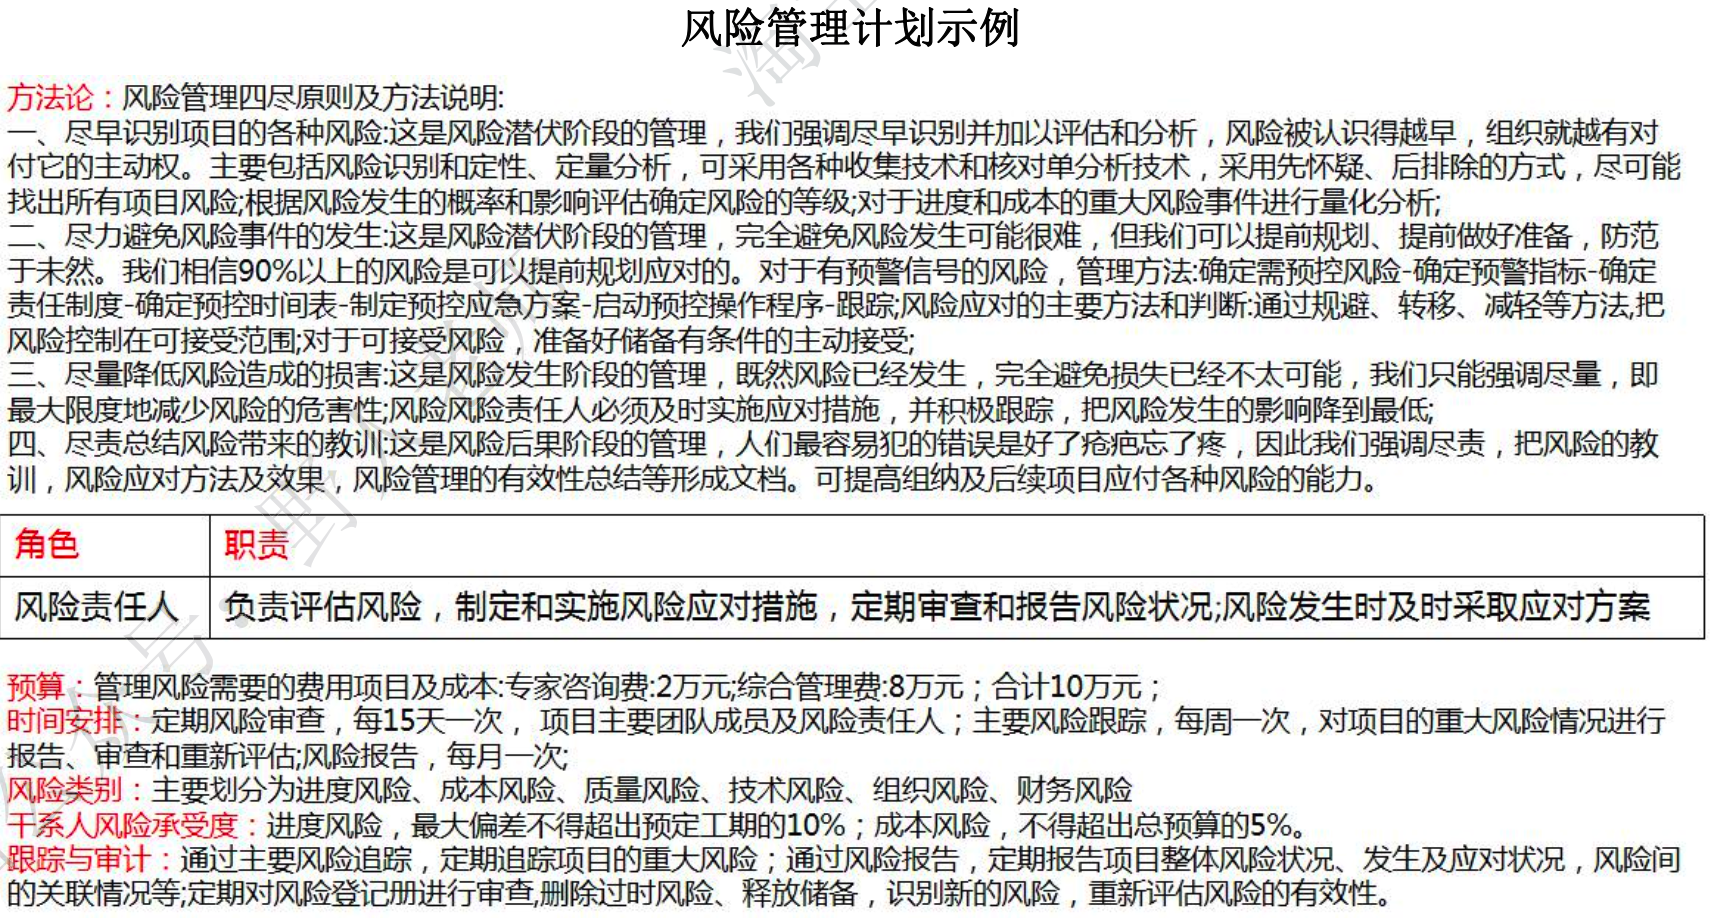 风险管理计划示例
方法论：风险管理四尽原则及方法说明:
一、尽早识别项目的各种风险:这是风险潜伏阶段的管理，我们强调尽早识别并加以评估和分析，风险被认识得越早，组织就越有对
付它的主动权。主要包括风险识别和定性、定量分析，可采用各种收集技术和核对单分析技术，采用先怀疑、后排除的方式，尽可能
找出所有项目风险;根据风险发生的概率和影响评估确定风险的等级;对于进度和成本的重大风险事件进行量化分析;
二、尽力避免风险事件的发生:这是风险潜伏阶段的管理，完全避免风险发生可能很难，但我们可以提前规划、提前做好准备，防范
于未然。我们相信90%以上的风险是可以提前规划应对的。对于有预警信号的风险，管理方法:确定需预控风险-确定预警指标-确定
责任制度-确定预控时间表-制定预控应急方案-启动预控操作程序-跟踪;风险应对的主要方法和判断:通过规避、转移、减轻等方法,把
风险控制在可接受范围;对于可接受风险，准备好储备有条件的主动接受;
三、尽量降低风险造成的损害:这是风险发生阶段的管理，既然风险已经发生，完全避免损失已经不太可能，我们只能强调尽量，即
最大限度地减少风险的危害性;风险风险责任人必须及时实施应对措施，并积极跟踪，把风险发生的影响降到最低;
四、尽责总结风险带来的教训:这是风险后果阶段的管理，人们最容易犯的错误是好了疮疤忘了疼，因此我们强调尽责，把风险的教
训，风险应对方法及效果，风险管理的有效性总结等形成文档。可提高组纳及后续项目应付各种风险的能力。
角色 职责
风险责任人 负责评估风险，制定和实施风险应对措施，定期审查和报告风险状况;风险发生时及时采取应对方案
预算：管理风险需要的费用项目及成本:专家咨询费:2万元;综合管理费:8万元；合计10万元；
时间安排：定期风险审查，每15天一次， 项目主要团队成员及风险责任人；主要风险跟踪，每周一次，对项目的重大风险情况进行
报告、审查和重新评估;风险报告，每月一次;
风险类别：主要划分为进度风险、成本风险、质量风险、技术风险、组织风险、财务风险
干系人风险承受度：进度风险，最大偏差不得超出预定工期的10%；成本风险，不得超出总预算的5%。
跟踪与审计：通过主要风险追踪，定期追踪项目的重大风险；通过风险报告，定期报告项目整体风险状况、发生及应对状况，风险间
的关联情况等;定期对风险登记册进行审查,删除过时风险、释放储备，识别新的风险，重新评估风险的有效性。
公众号：野人老师
淘